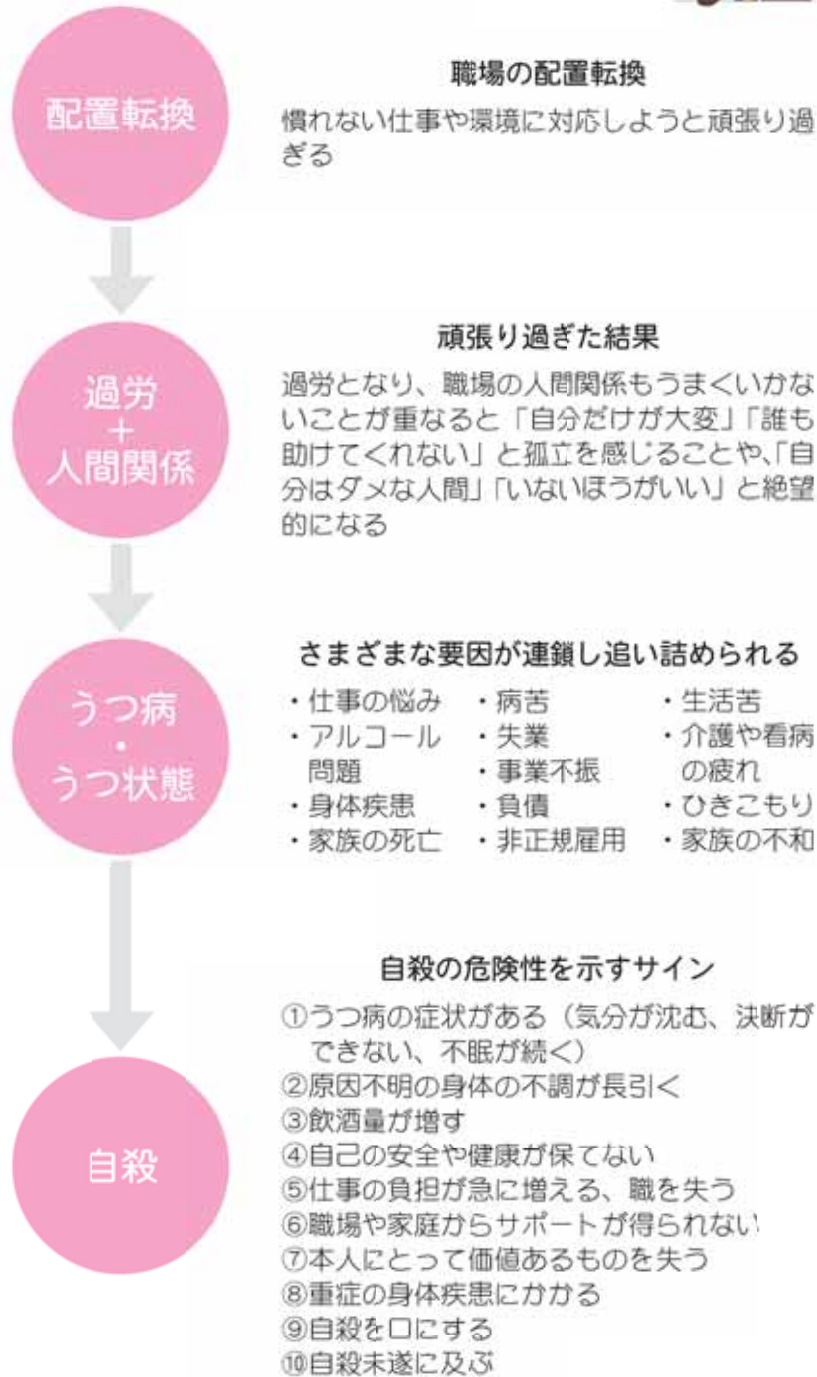 配置転換
職場の配置転換
慣れない仕事や環境に対応しようと頑張り過
ぎる
過労
＋
人間関係
頑張り過ぎた結果
過労となり、職場の人間関係もうまくいかな
いことが重なると「自分だけが大変」「誰も
助けてくれない」と孤立を感じることや、「自
分はダメな人間」「いないほうがいい」と絶望
的になる
うつ病
・
うつ状態
さまざまな要因が連鎖し追い詰められる
・仕事の悩み
・アルコール
問題
・身体疾患
・家族の死亡
・病苦
・失業
・事業不振
・負債
・非正規雇用
・生活苦
・介護や看病
の疲れ
・ひきこもり
・家族の不和
自殺
自殺の危険性を示すサイン
①うつ病の症状がある（気分が沈む、決断が
できない、不眠が続く）
②原因不明の身体の不調が長引く
③飲酒量が増す
④自己の安全や健康が保てない
⑤仕事の負担が急に増える、職を失う
⑥職場や家庭からサポートが得られない
⑦本人にとって価値あるものを失う
⑧重症の身体疾患にかかる
⑨自殺を口にする
⑩自殺未遂に及ぶ